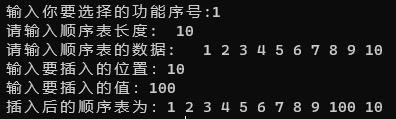 输入你要选择的功能序号:1
请输入顺序表长度： 10
请输入顺序表的数据：  1 2 3 4 5 6 7 8 9 10
输入要插入的位置：10
输入要插入的值：100
插入后的顺序表为：1 2 3 4 5 6 7 8 9 100 10